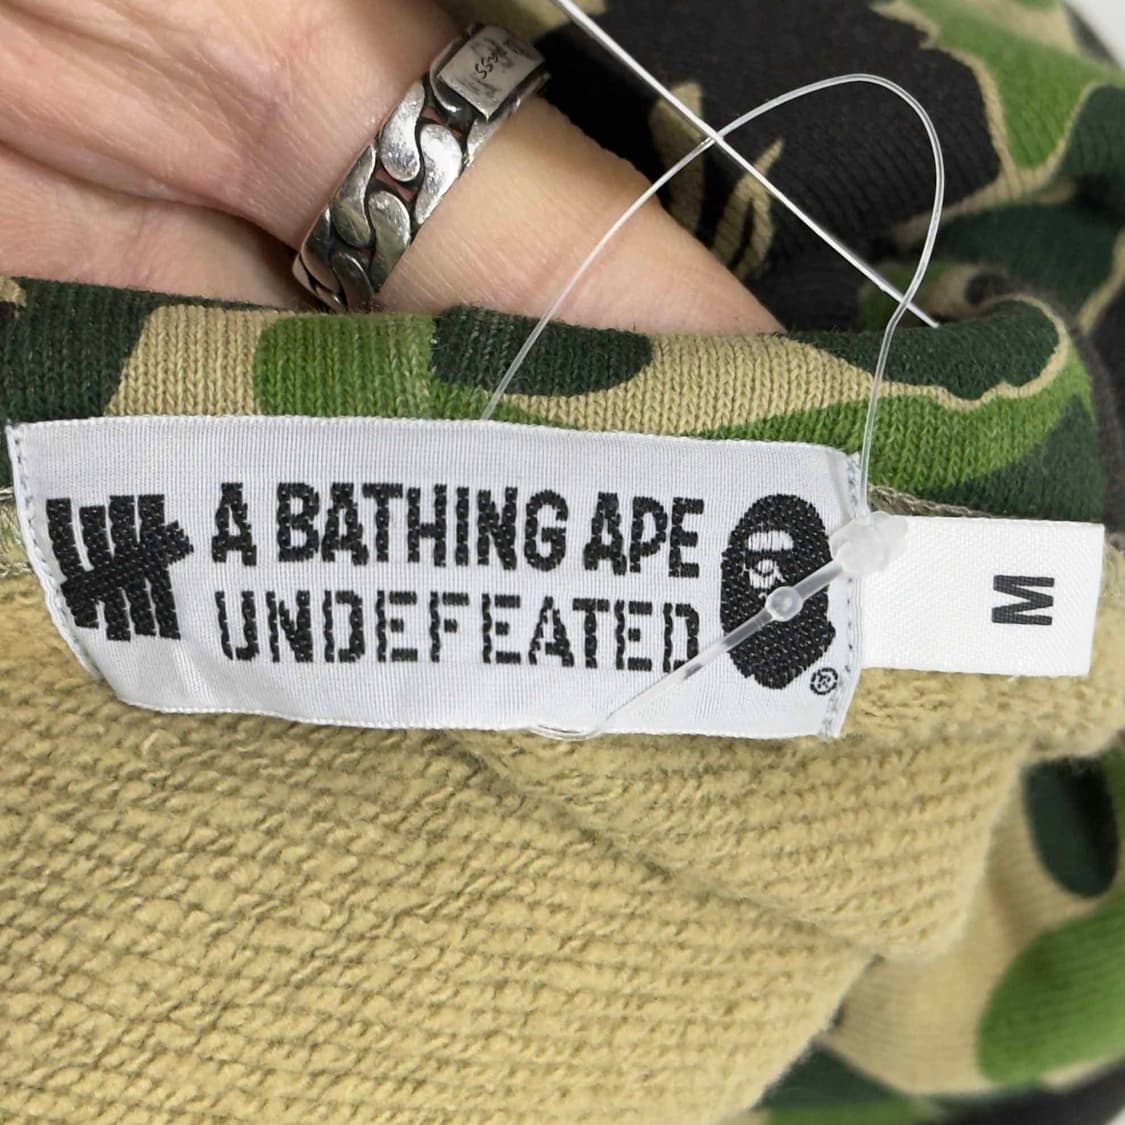 A BATHING APE
UNDEFEATED
®
M